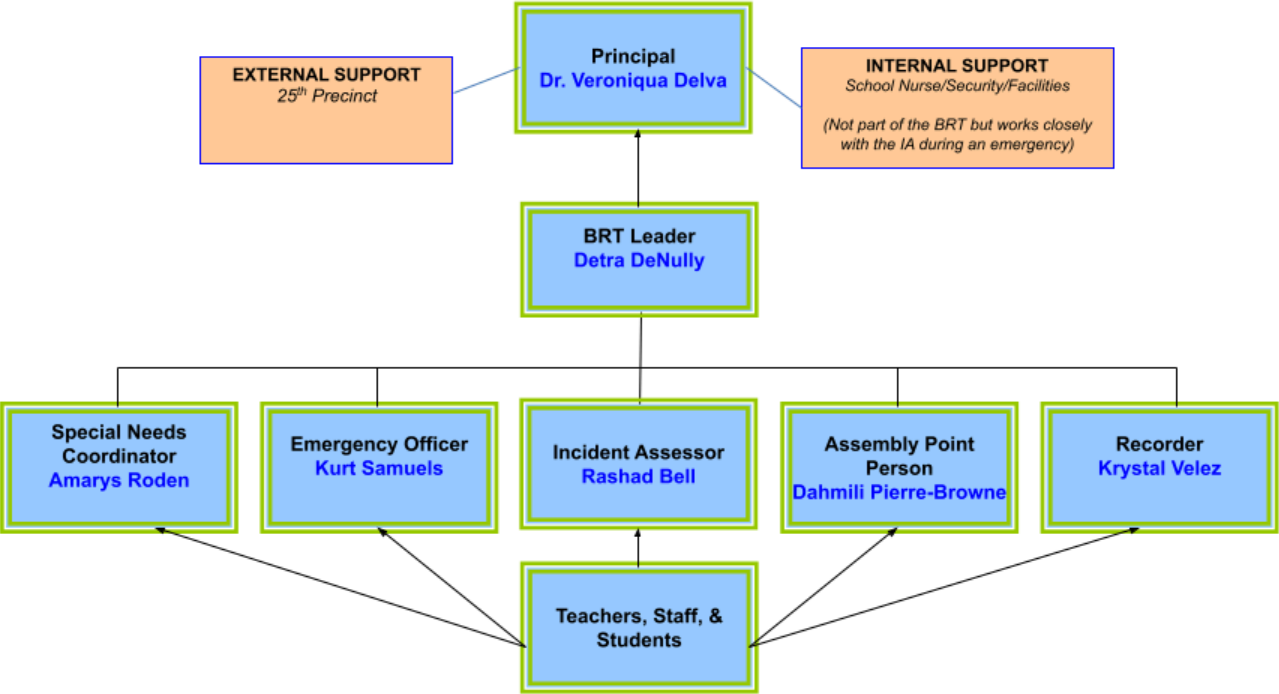 Principal
Dr. Veroniqua Delva
EXTERNAL SUPPORT
25th Precinct
INTERNAL SUPPORT
School Nurse/Security/Facilities
(Not part of the BRT but works closely
with the IA during an emergency)
BRT Leader
Detra DeNully
Special Needs
Coordinator
Amarys Roden
Emergency Officer
Kurt Samuels
Incident Assessor
Rashad Bell
Assembly Point
Person
Dahmili Pierre-Browne
Recorder
Krystal Velez
Teachers, Staff, &
Students